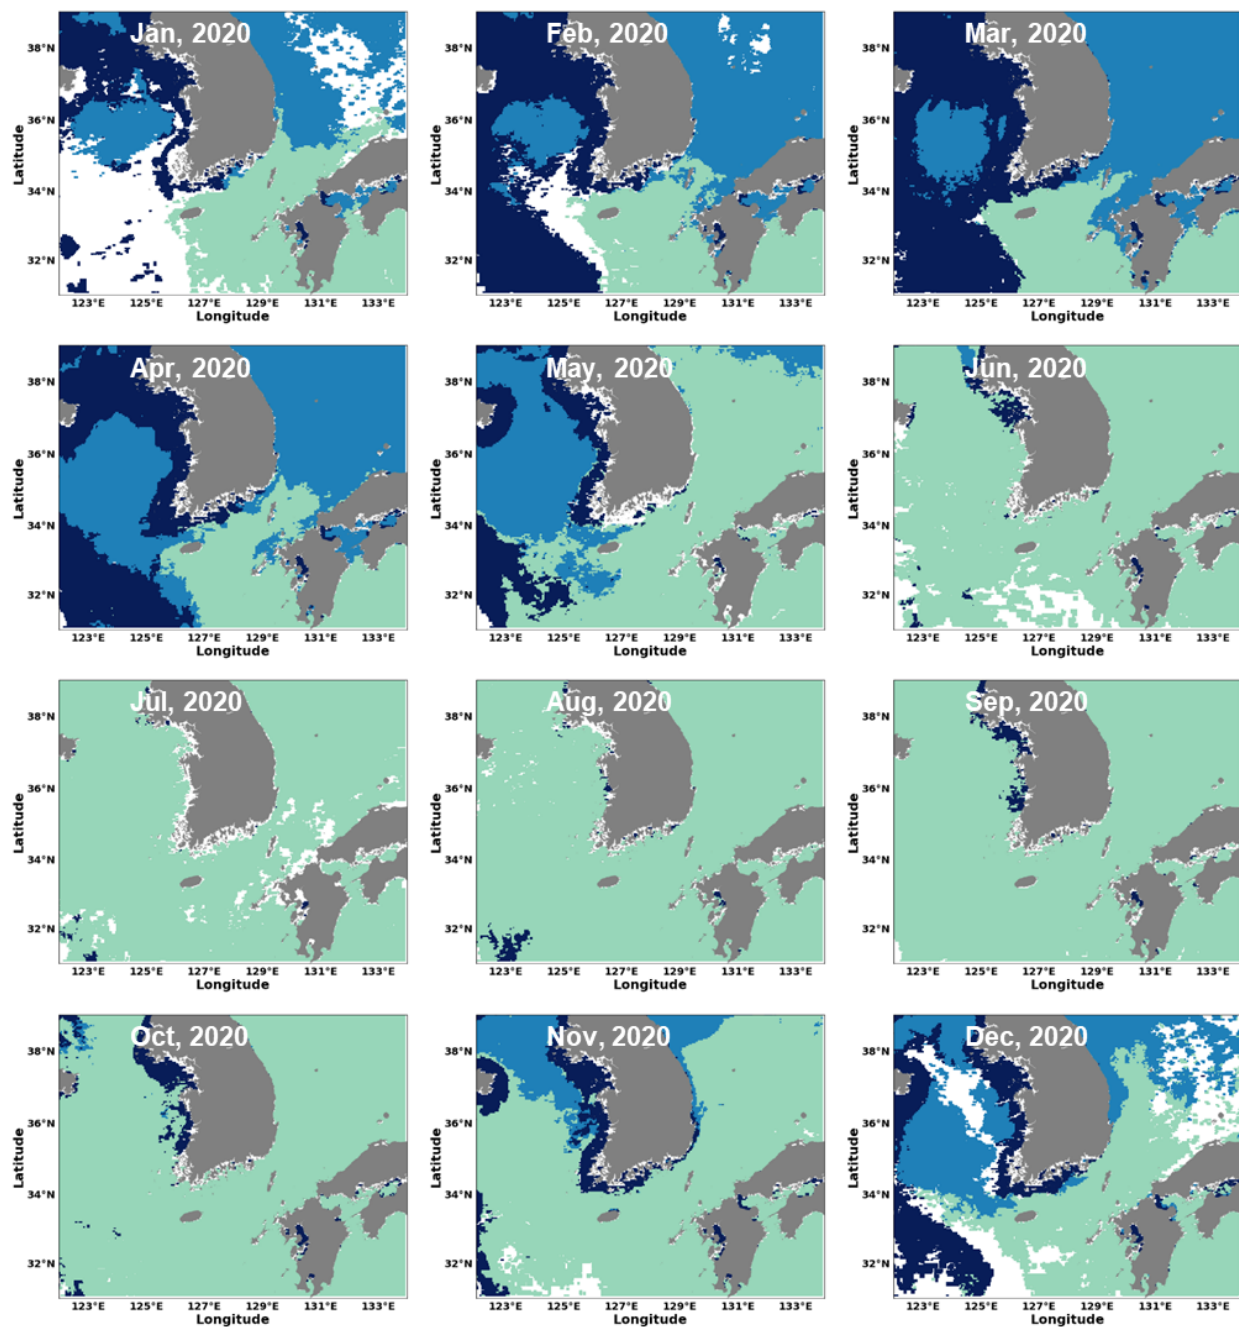 Jan, 2020
Feb, 2020
Mar, 2020
38°N
36°N
34°N
32°N
Latitude
123°E 125°E 127°E 129°E 131°E 133°E
Longitude
38°N
36°N
34°N
32°N
Latitude
123°E 125°E 127°E 129°E 131°E 133°E
Longitude
38°N
36°N
34°N
32°N
Latitude
123°E 125°E 127°E 129°E 131°E 133°E
Longitude
Apr, 2020
May, 2020
Jun, 2020
38°N
36°N
34°N
32°N
Latitude
123°E 125°E 127°E 129°E 131°E 133°E
Longitude
38°N
36°N
34°N
32°N
Latitude
123°E 125°E 127°E 129°E 131°E 133°E
Longitude
38°N
36°N
34°N
32°N
Latitude
123°E 125°E 127°E 129°E 131°E 133°E
Longitude
Jul, 2020
Aug, 2020
Sep, 2020
38°N
36°N
34°N
32°N
Latitude
123°E 125°E 127°E 129°E 131°E 133°E
Longitude
38°N
36°N
34°N
32°N
Latitude
123°E 125°E 127°E 129°E 131°E 133°E
Longitude
38°N
36°N
34°N
32°N
Latitude
123°E 125°E 127°E 129°E 131°E 133°E
Longitude
Oct, 2020
Nov, 2020
Dec, 2020
38°N
36°N
34°N
32°N
Latitude
123°E 125°E 127°E 129°E 131°E 133°E
Longitude
38°N
36°N
34°N
32°N
Latitude
123°E 125°E 127°E 129°E 131°E 133°E
Longitude
38°N
36°N
34°N
32°N
Latitude
123°E 125°E 127°E 129°E 131°E 133°E
Longitude